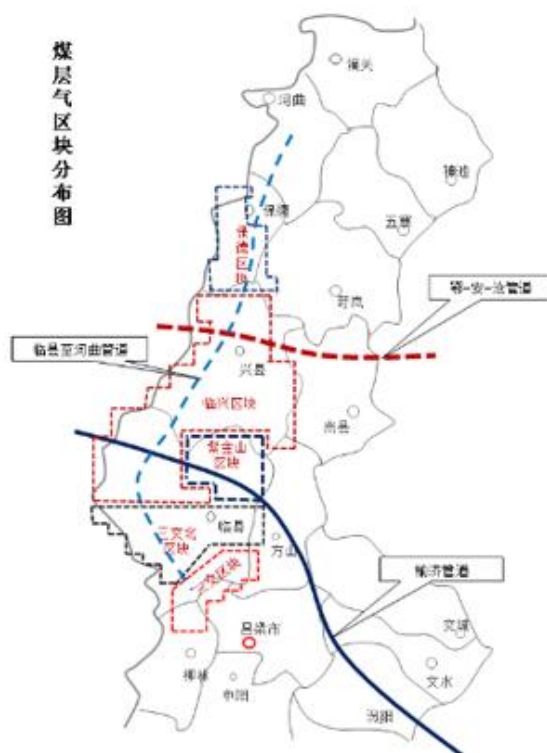 煤层气区块分布图
偏关
河曲
神池
保德
五寨
保德区块
岢岚
鄂-安-沧管道
临县至河曲管道
兴县
临兴区块
岚县
紫金山
区块
临县
三交北
区块
方山
三交区块
榆济管道
吕梁市
交城
柳林
文水
中阳
汾阳